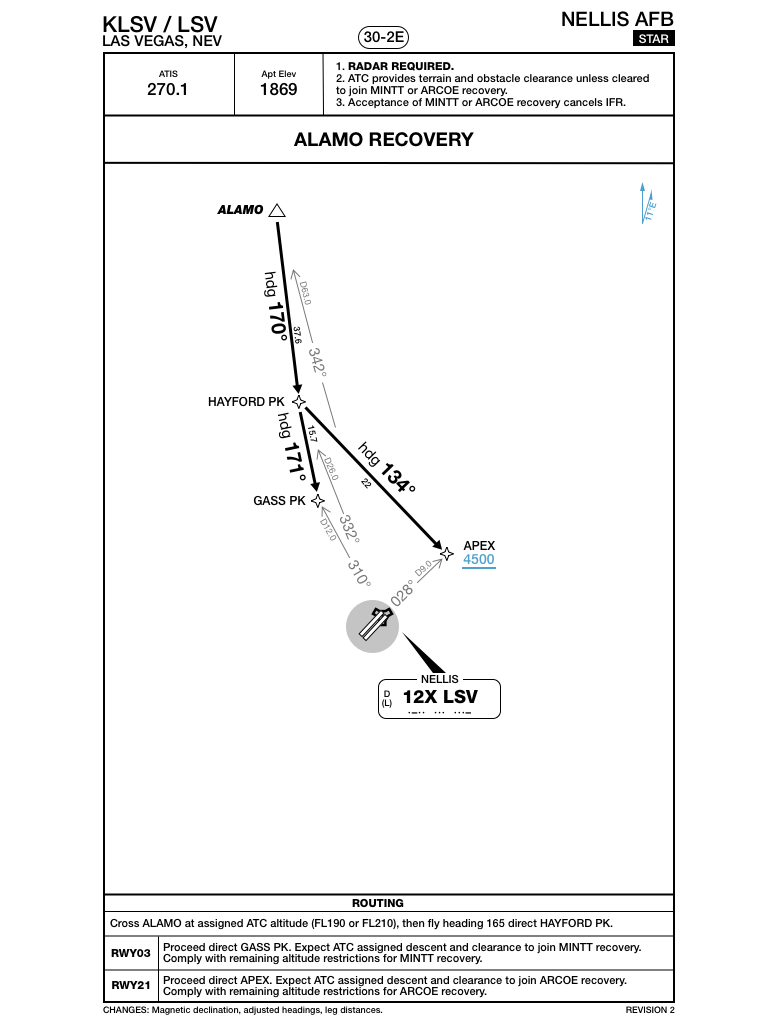 KLSV / LSV
LAS VEGAS, NEV
30-2E
NELLIS AFB
STAR
ATIS
270.1
Apt Elev
1869
1. RADAR REQUIRED.
2. ATC provides terrain and obstacle clearance unless cleared
to join MINTT or ARCOE recovery.
3. Acceptance of MINTT or ARCOE recovery cancels IFR.
ALAMO RECOVERY
11°E
ALAMO
hdg 170°
37.6
D63.0
342°
HAYFORD PK
hdg 171°
15.7
hdg 134°
22
D26.0
332°
GASS PK
D12.0
310°
APEX
4500
D9.0
028°
NELLIS
D
(L)
12X LSV
ROUTING
Cross ALAMO at assigned ATC altitude (FL190 or FL210), then fly heading 165 direct HAYFORD PK.
RWY03
Proceed direct GASS PK. Expect ATC assigned descent and clearance to join MINTT recovery.
Comply with remaining altitude restrictions for MINTT recovery.
RWY21
Proceed direct APEX. Expect ATC assigned descent and clearance to join ARCOE recovery.
Comply with remaining altitude restrictions for ARCOE recovery.
CHANGES: Magnetic declination, adjusted headings, leg distances.
REVISION 2